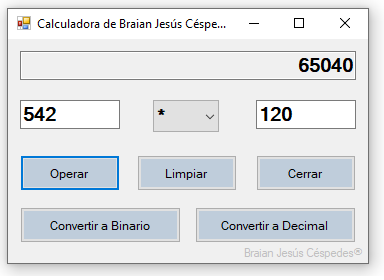 Calculadora de Braian Jesús Céspe...
65040
542 * 120
Operar Limpiar Cerrar
Convertir a Binario Convertir a Decimal
Braian Jesús Céspedes®